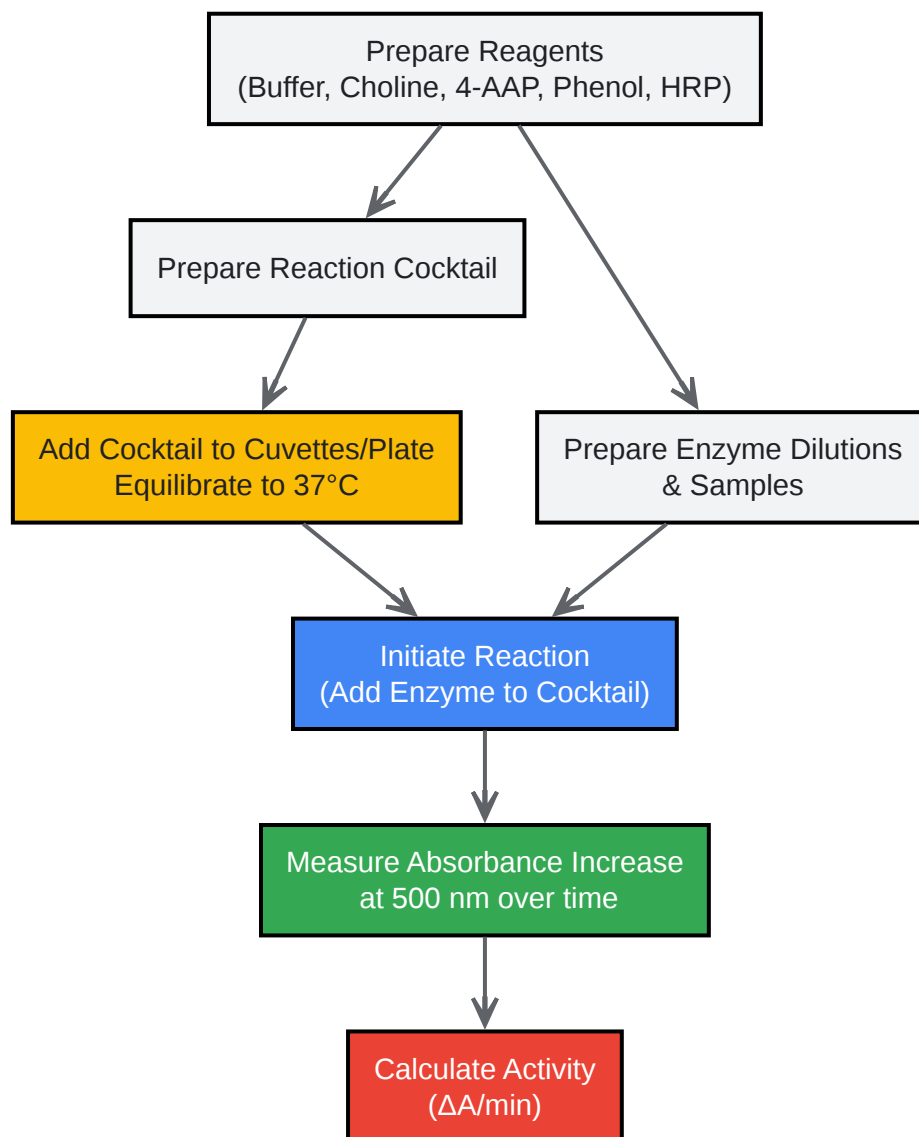 Prepare Reagents
(Buffer, Choline, 4-AAP, Phenol, HRP)
Prepare Reaction Cocktail
Add Cocktail to Cuvettes/Plate
Equilibrate to 37°C
Prepare Enzyme Dilutions
& Samples
Initiate Reaction
(Add Enzyme to Cocktail)
Measure Absorbance Increase
at 500 nm over time
Calculate Activity
(ΔA/min)